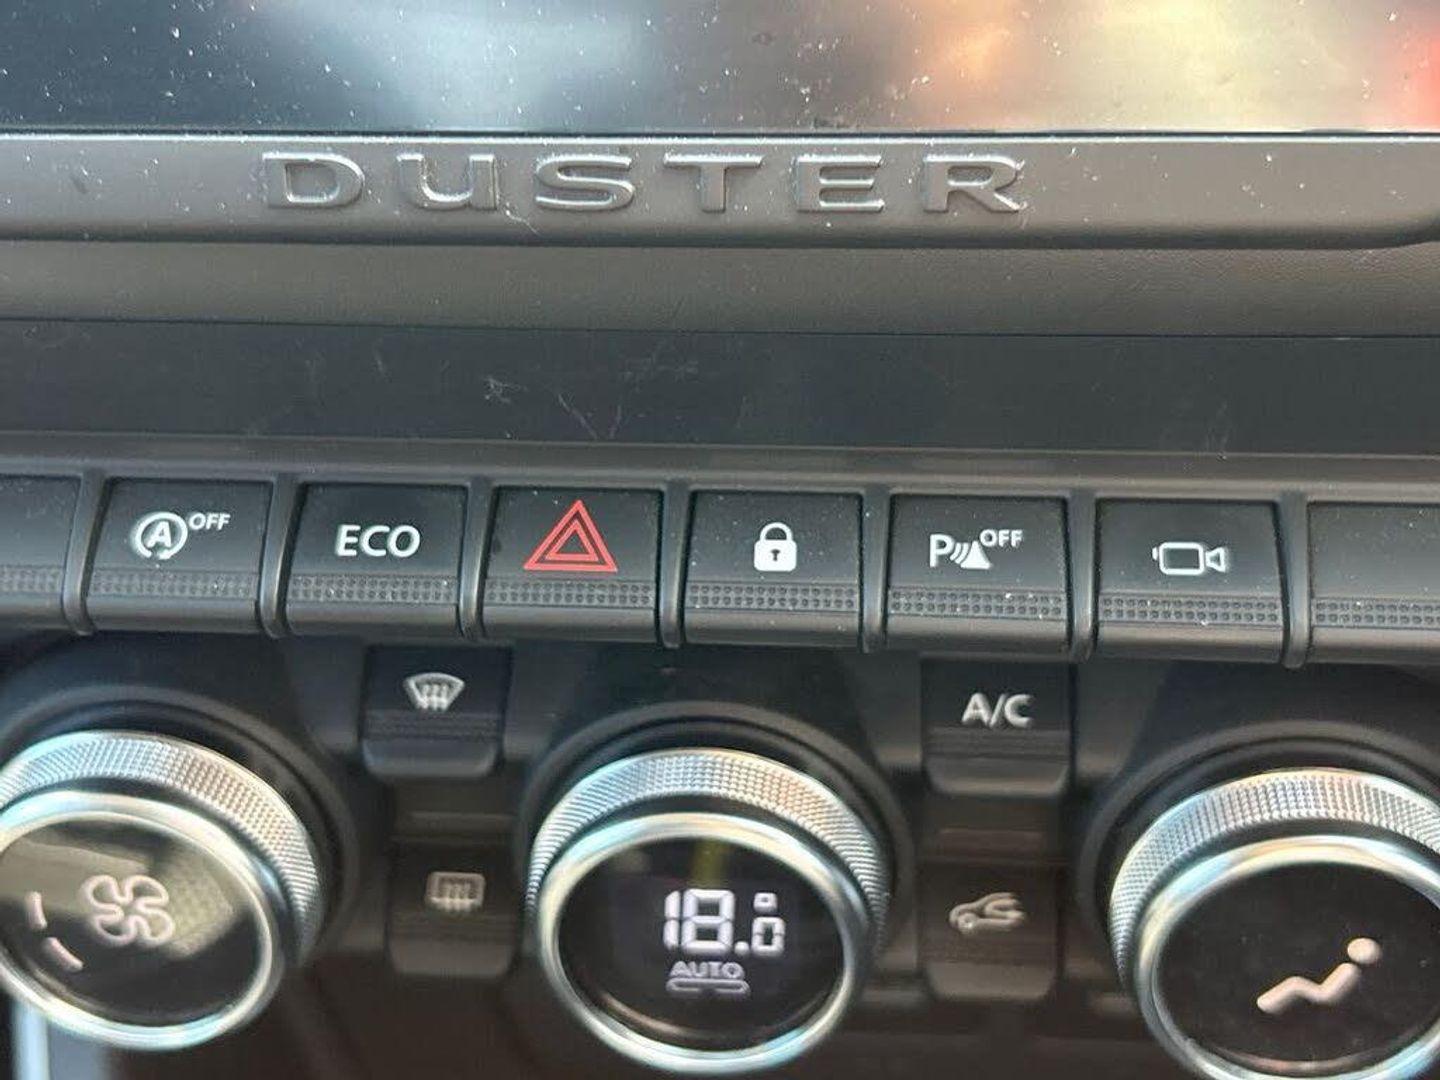 DUSTER
A OFF
ECO
P OFF
A/C
18.0
AUTO